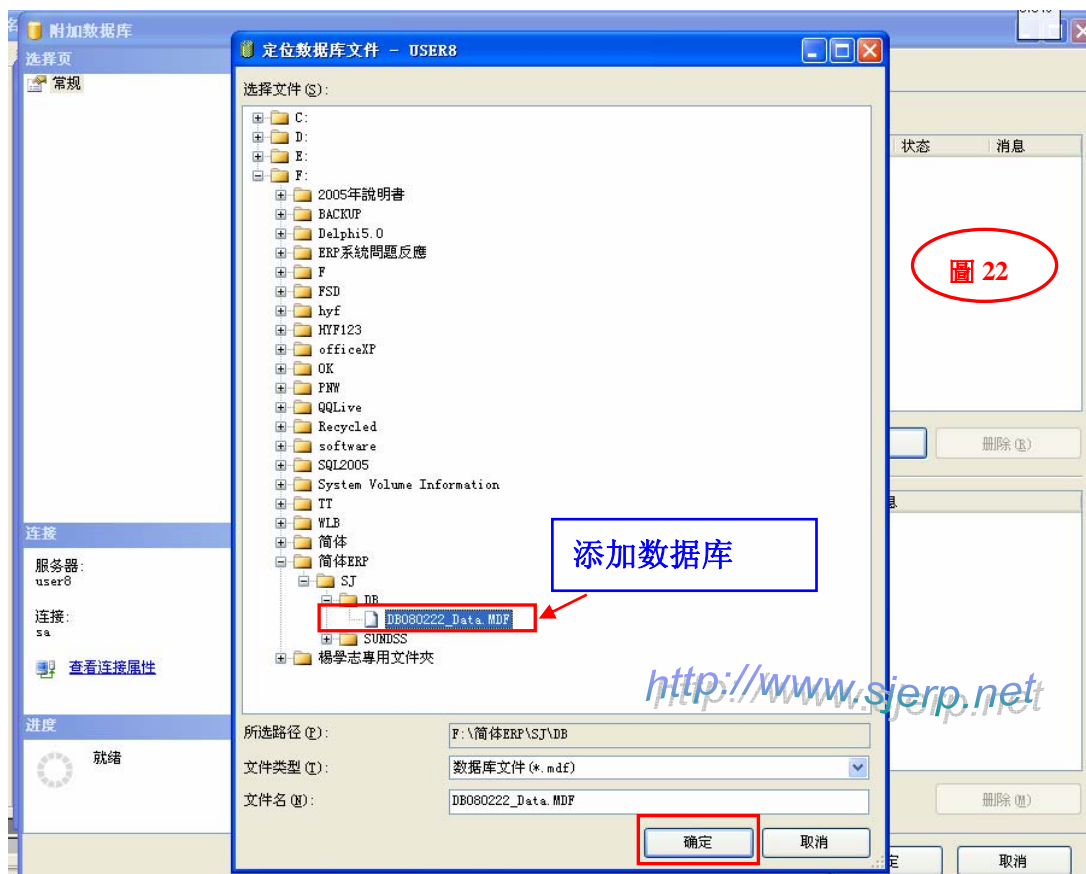 附加数据库
选择页
常规
定位数据库文件 - USER8
选择文件(S):
C:
D:
E:
F:
2005年說明書
BACKUP
Delphi5.0
ERP系統問題反應
F
FSD
hyf
HYF123
officeXP
OK
PNW
QQLive
Recycled
software
SQL2005
System Volume Information
TT
WLB
简体
简体ERP
SJ
DB
DB080222_Data.MDF
SUNDSS
楊學志專用文件夾
添加数据库
http://www.sjerp.net
所选路径(P):
F:\简体ERP\SJ\DB
文件类型(T):
数据库文件(*.mdf)
文件名(N):
DB080222_Data.MDF
确定
取消
状态
消息
圖 22
删除(R)
息
删除(M)
定
取消
连接
服务器:
user8
连接:
sa
查看连接属性
进度
就绪